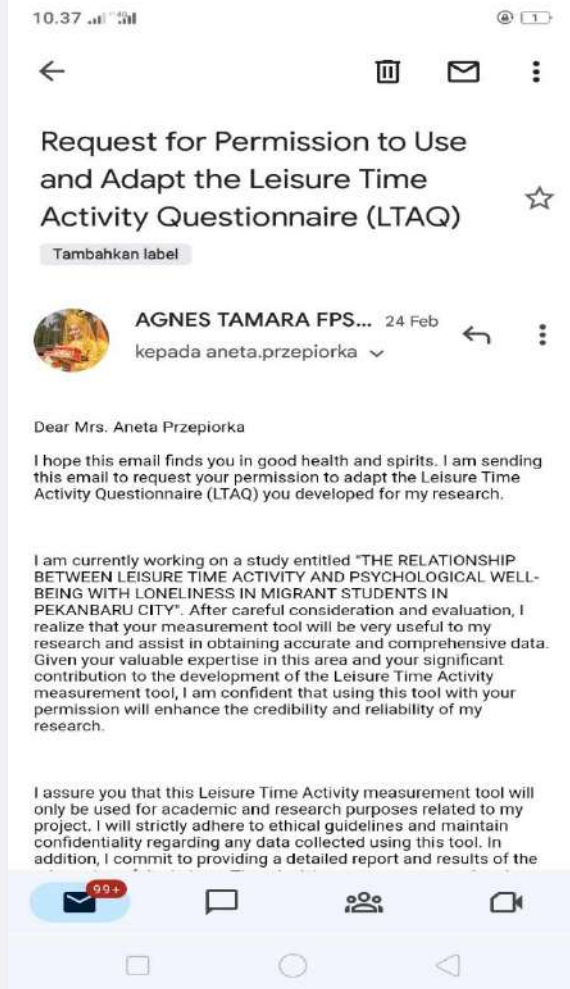 10.37
1
Request for Permission to Use
and Adapt the Leisure Time
Activity Questionnaire (LTAQ)
Tambahkan label
AGNES TAMARA FPS... 24 Feb
kepada aneta.przepiorka
Dear Mrs. Aneta Przepiorka
I hope this email finds you in good health and spirits. I am sending
this email to request your permission to adapt the Leisure Time
Activity Questionnaire (LTAQ) you developed for my research.
I am currently working on a study entitled "THE RELATIONSHIP
BETWEEN LEISURE TIME ACTIVITY AND PSYCHOLOGICAL WELL-
BEING WITH LONELINESS IN MIGRANT STUDENTS IN
PEKANBARU CITY". After careful consideration and evaluation, I
realize that your measurement tool will be very useful to my
research and assist in obtaining accurate and comprehensive data.
Given your valuable expertise in this area and your significant
contribution to the development of the Leisure Time Activity
measurement tool, I am confident that using this tool with your
permission will enhance the credibility and reliability of my
research.
I assure you that this Leisure Time Activity measurement tool will
only be used for academic and research purposes related to my
project. I will strictly adhere to ethical guidelines and maintain
confidentiality regarding any data collected using this tool. In
addition, I commit to providing a detailed report and results of the
99+